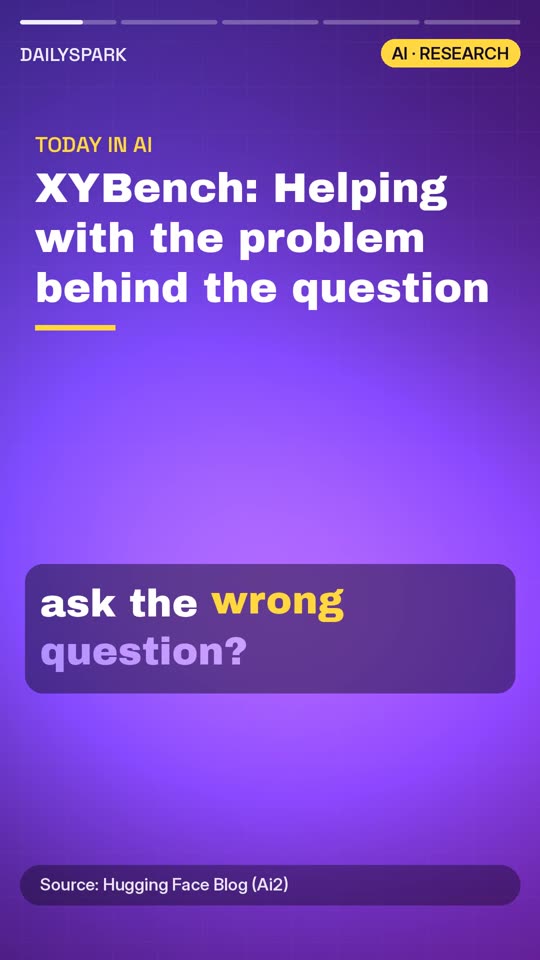 DAILYSPARK
AI · RESEARCH
TODAY IN AI
XYBench: Helping
with the problem
behind the question
ask the wrong
question?
Source: Hugging Face Blog (Ai2)